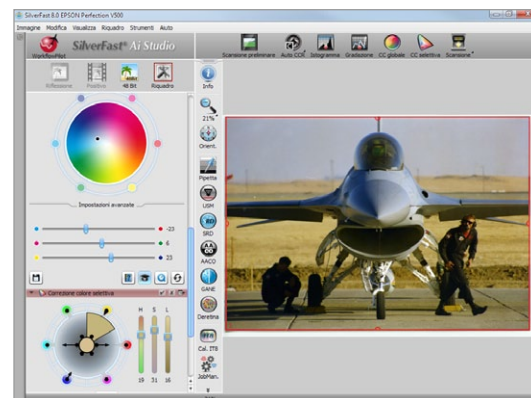 SilverFast 8.0 EPSON Perfection V500
Immagine Modifica Visualizza Riquadro Strumenti Aiuto
WorkflowPilot
SilverFast® Ai Studio
Scansione preliminare Auto CCR Istogramma Gradazione CC globale CC selettiva Scansione
Riflessione Positivo 48 Bit Riquadro
Info
21%
Orient.
Pipetta
USM
SRD
AACO
GANE
Deretina
Cal. IT8
JobMan.
Impostazioni avanzate
-23
6
23
Correzione colore selettiva
H S L
19 31 16